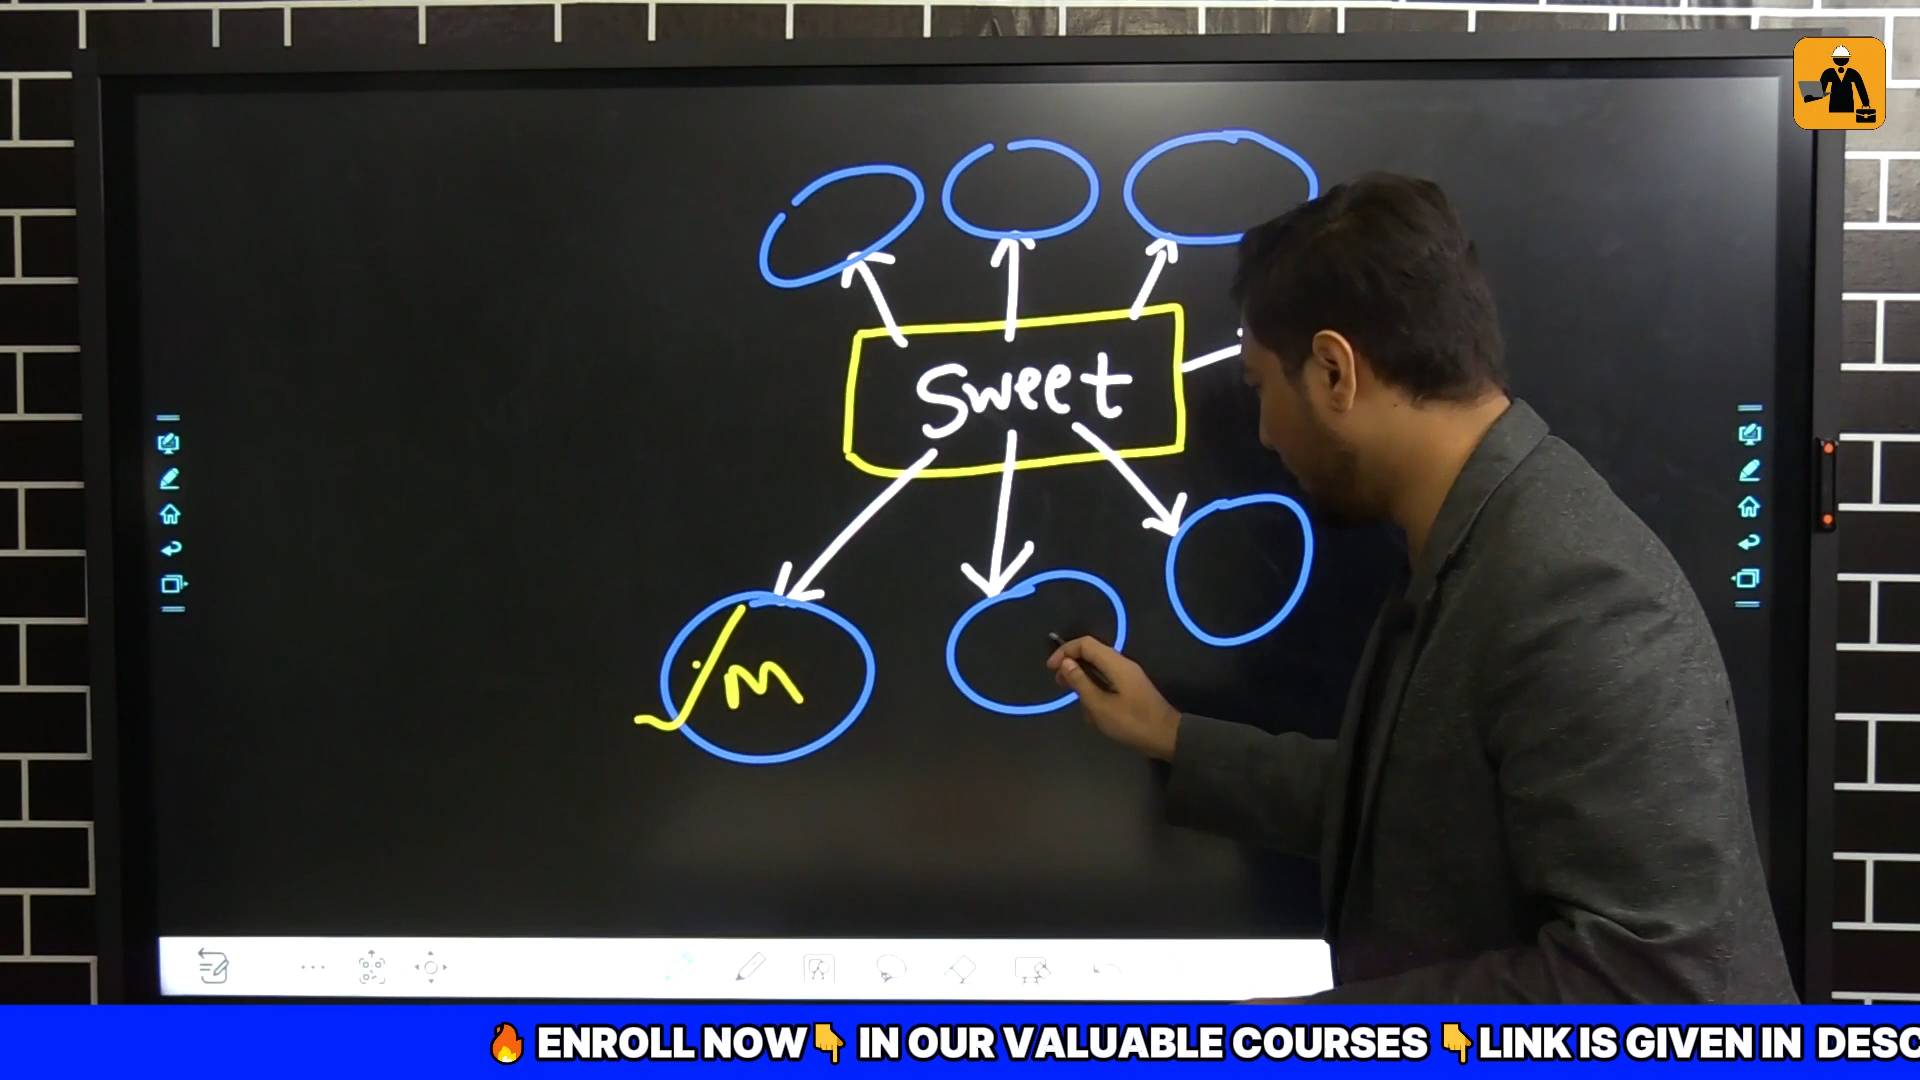 Sweet
M
🔥 ENROLL NOW👇 IN OUR VALUABLE COURSES 👇LINK IS GIVEN IN DESC